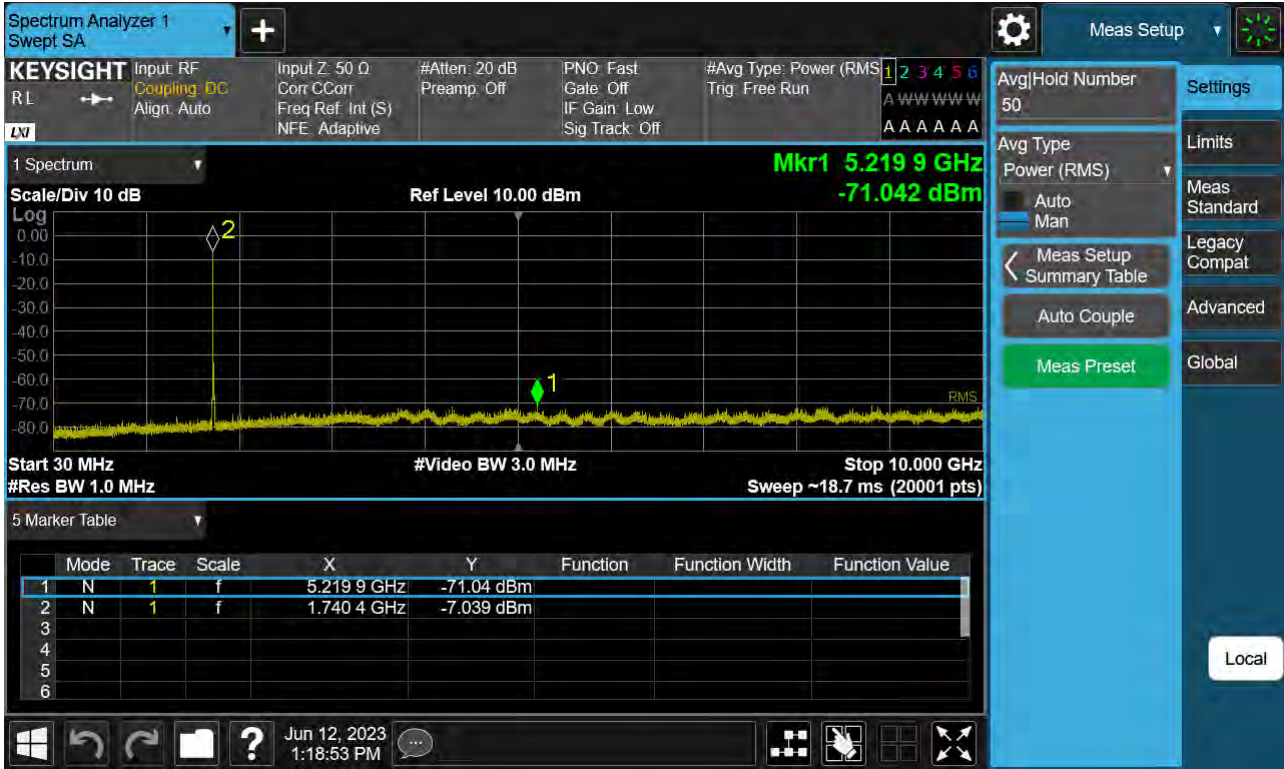 Spectrum Analyzer 1
Swept SA
+
Meas Setup
KEYSIGHT
RL
LXI
Input: RF
Coupling: DC
Align: Auto
Input Z: 50 Ω
Corr CCorr
Freq Ref: Int (S)
NFE: Adaptive
#Atten: 20 dB
Preamp: Off
PNO: Fast
Gate: Off
IF Gain: Low
Sig Track: Off
#Avg Type: Power (RMS
Trig: Free Run
1 2 3 4 5 6
A W W W W W
A A A A A A
1 Spectrum
Mkr1 5.219 9 GHz
Scale/Div 10 dB
Ref Level 10.00 dBm
-71.042 dBm
Log
0.00
-10.0
-20.0
-30.0
-40.0
-50.0
-60.0
-70.0
-80.0
2
1
RMS
Start 30 MHz
#Video BW 3.0 MHz
Stop 10.000 GHz
#Res BW 1.0 MHz
Sweep ~18.7 ms (20001 pts)
5 Marker Table
Mode Trace Scale X Y Function Function Width Function Value
1 N 1 f 5.219 9 GHz -71.04 dBm
2 N 1 f 1.740 4 GHz -7.039 dBm
3
4
5
6
Avg|Hold Number
50
Avg Type
Power (RMS)
Auto
Man
Meas Setup
Summary Table
Auto Couple
Meas Preset
Settings
Limits
Meas
Standard
Legacy
Compat
Advanced
Global
Local
?
Jun 12, 2023
1:18:53 PM